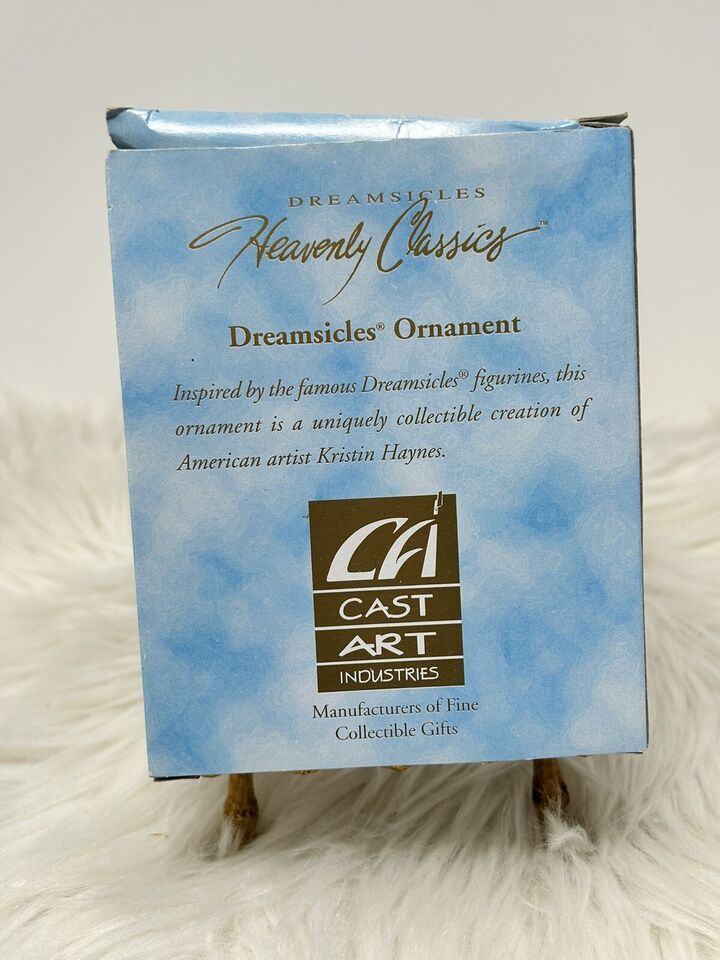 DREAMSICLES
Heavenly Classics™
Dreamsicles® Ornament
Inspired by the famous Dreamsicles® figurines, this
ornament is a uniquely collectible creation of
American artist Kristin Haynes.
CAI
CAST
ART
INDUSTRIES
Manufacturers of Fine
Collectible Gifts